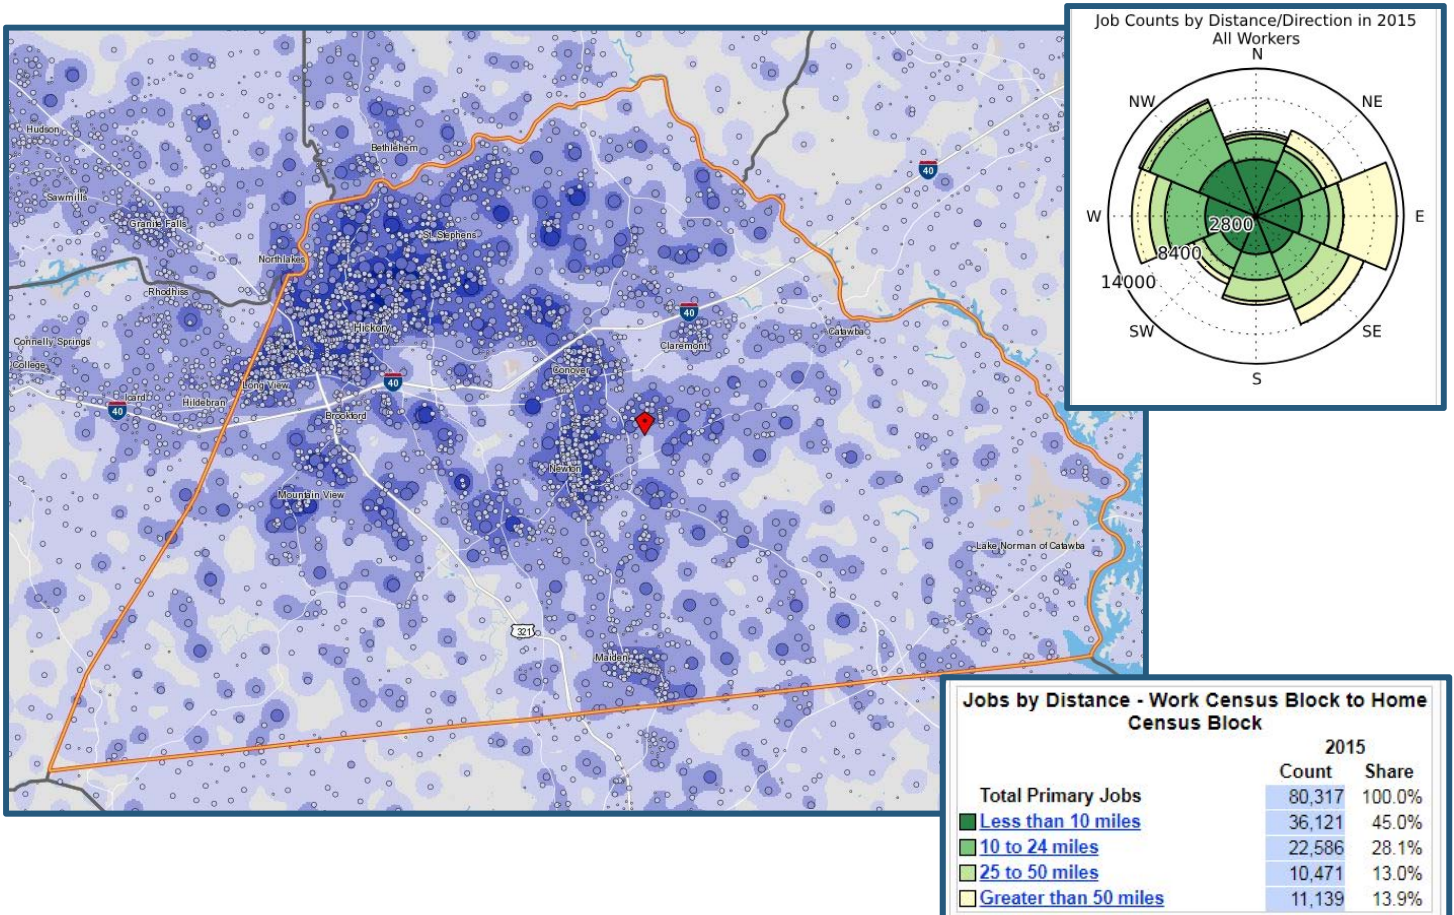 Job Counts by Distance/Direction in 2015
All Workers
N
NW
NE
W
E
2800
8400
14000
SW
SE
S
Hudson
Bethlehem
40
Sawmills
Granite Falls
St. Stephens
Northlakes
Rhodhiss
40
Hickory
Catawba
Connelly Springs
Claremont
College
Conover
Long View
40
Icard
Hildebran
40
Brookford
Newton
Mountain View
Lake Norman of Catawba
321
Maiden
Jobs by Distance - Work Census Block to Home
Census Block
2015
Count Share
Total Primary Jobs 80,317 100.0%
Less than 10 miles 36,121 45.0%
10 to 24 miles 22,586 28.1%
25 to 50 miles 10,471 13.0%
Greater than 50 miles 11,139 13.9%